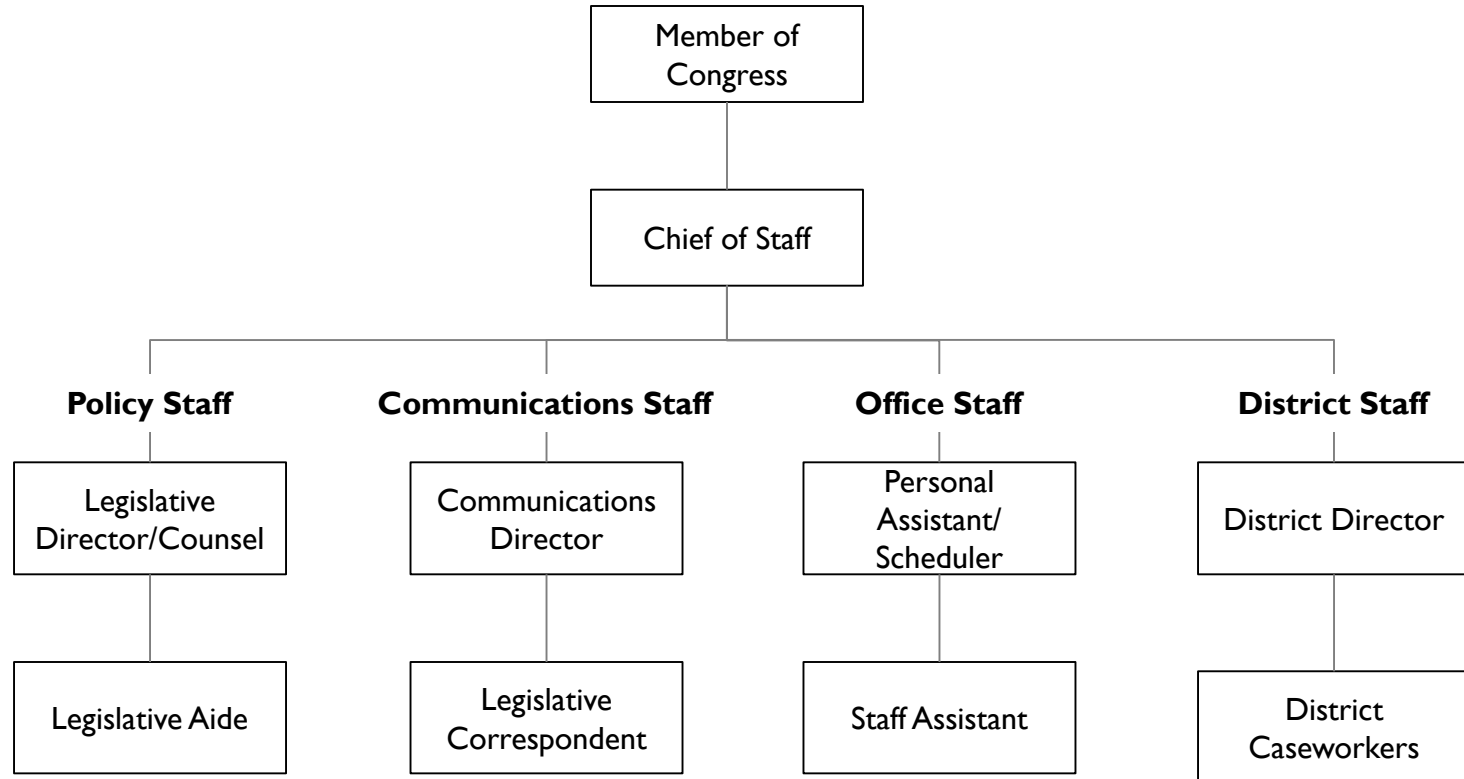 Member of
Congress
Chief of Staff
Policy Staff
Communications Staff
Office Staff
District Staff
Legislative
Director/Counsel
Communications
Director
Personal
Assistant/
Scheduler
District Director
Legislative Aide
Legislative
Correspondent
Staff Assistant
District
Caseworkers